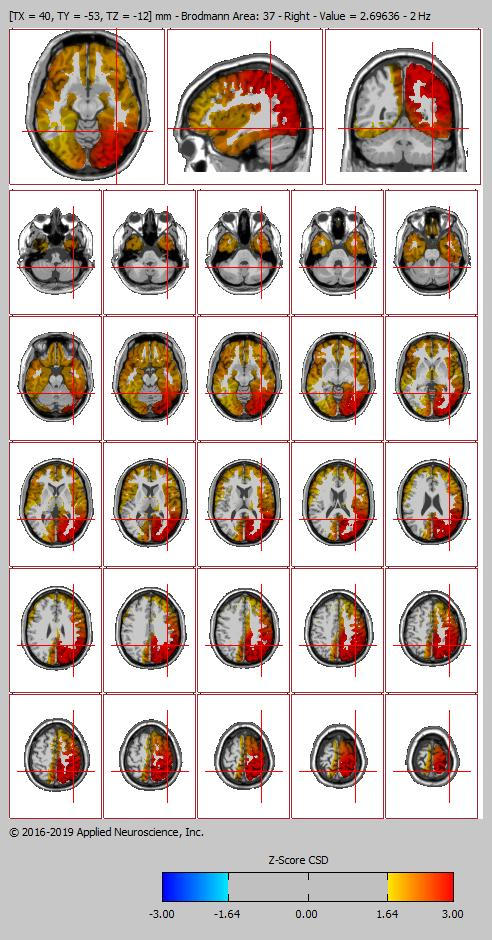 [TX = 40, TY = -53, TZ = -12] mm - Brodmann Area: 37 - Right - Value = 2.69636 - 2 Hz
© 2016-2019 Applied Neuroscience, Inc.
Z-Score CSD
-3.00 -1.64 0.00 1.64 3.00